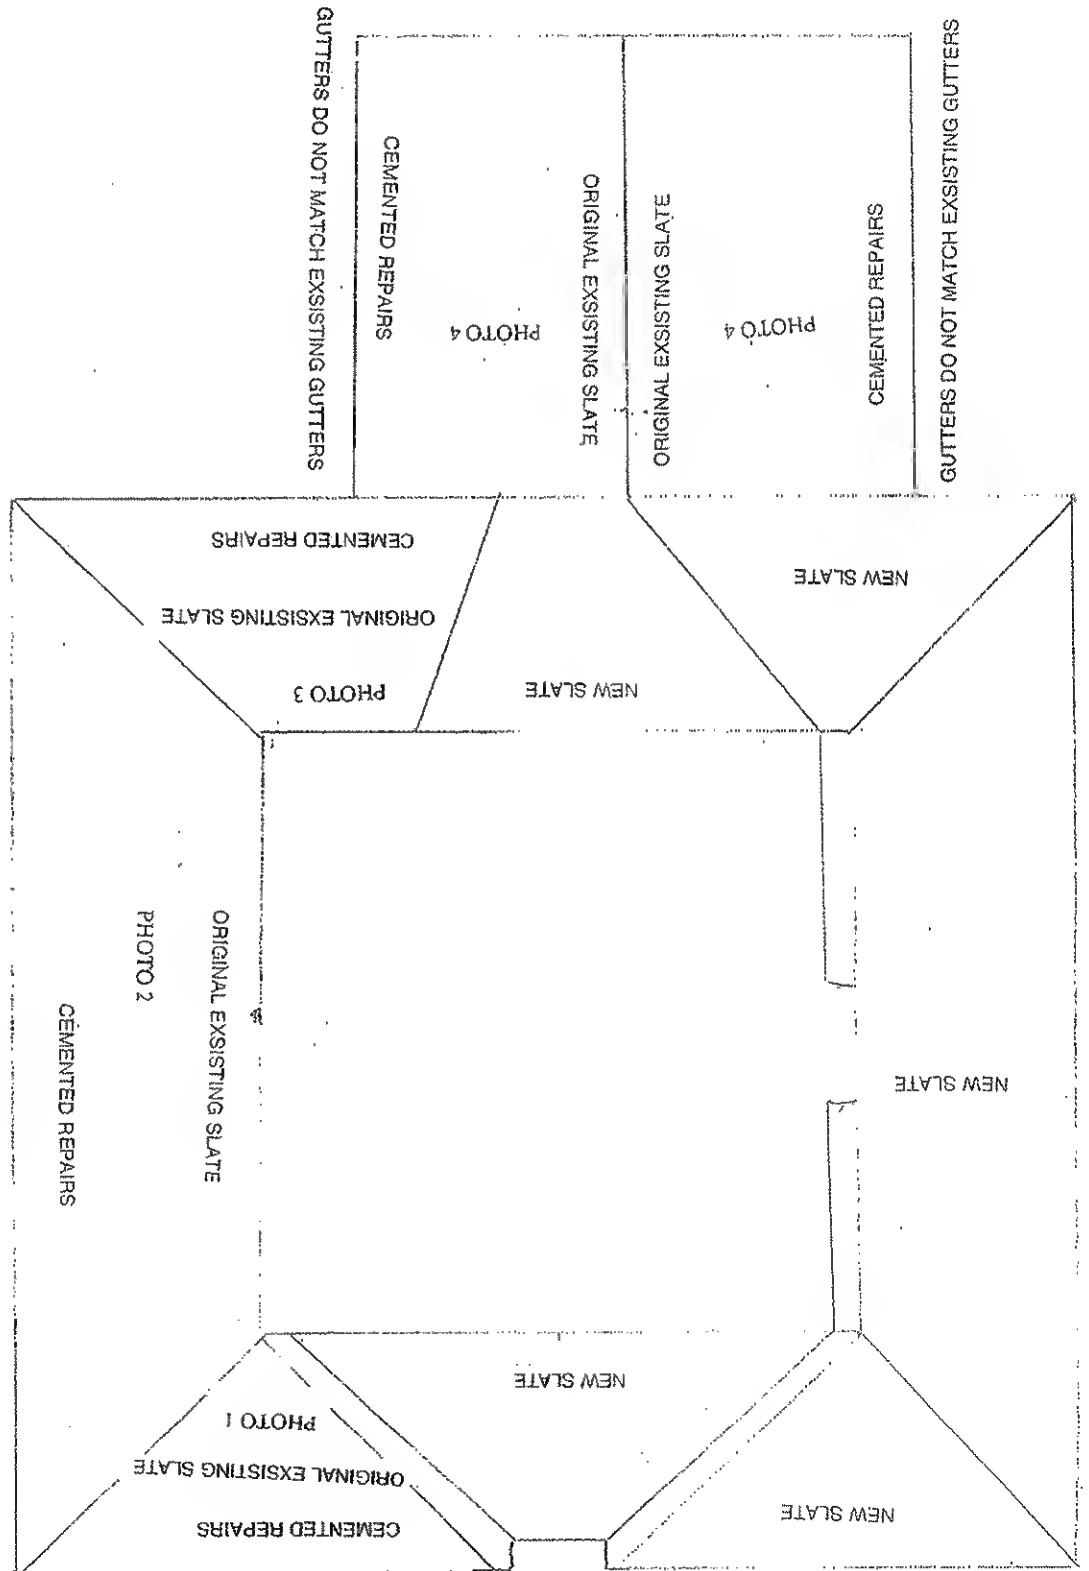 GUTTERS DO NOT MATCH EXSISTING GUTTERS
CEMENTED REPAIRS
PHOTO 4
ORIGINAL EXSISTING SLATE
ORIGINAL EXSISTING SLATE
PHOTO 4
CEMENTED REPAIRS
GUTTERS DO NOT MATCH EXSISTING GUTTERS
CEMENTED REPAIRS
ORIGINAL EXSISTING SLATE
PHOTO 3
NEW SLATE
NEW SLATE
CEMENTED REPAIRS
PHOTO 2
ORIGINAL EXSISTING SLATE
NEW SLATE
NEW SLATE
PHOTO 1
ORIGINAL EXSISTING SLATE
CEMENTED REPAIRS
NEW SLATE